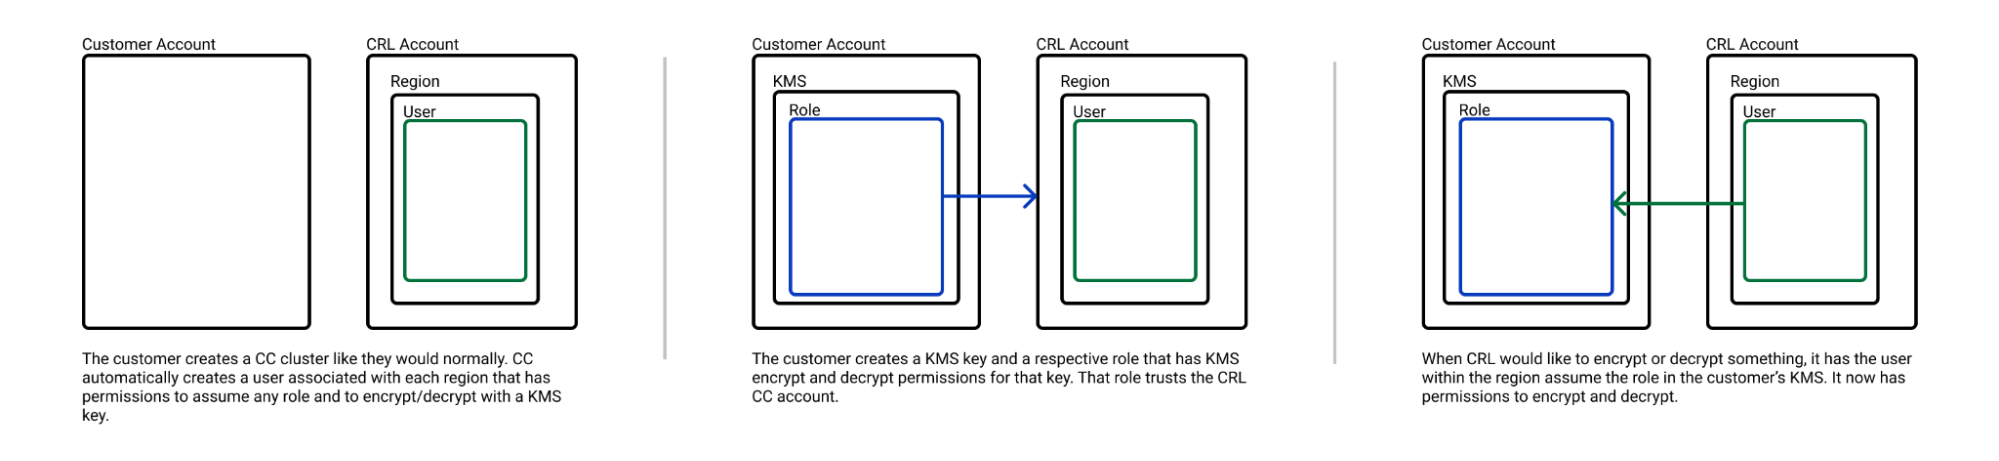 Customer Account
CRL Account
Region
User
The customer creates a CC cluster like they would normally. CC
automatically creates a user associated with each region that has
permissions to assume any role and to encrypt/decrypt with a KMS
key.
Customer Account
CRL Account
KMS
Region
Role
User
The customer creates a KMS key and a respective role that has KMS
encrypt and decrypt permissions for that key. That role trusts the CRL
CC account.
Customer Account
CRL Account
KMS
Region
Role
User
When CRL would like to encrypt or decrypt something, it has the user
within the region assume the role in the customer's KMS. It now has
permissions to encrypt and decrypt.